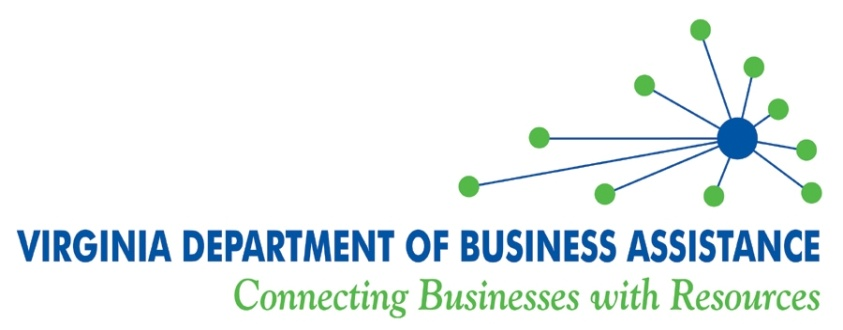 VIRGINIA DEPARTMENT OF BUSINESS ASSISTANCE
Connecting Businesses with Resources